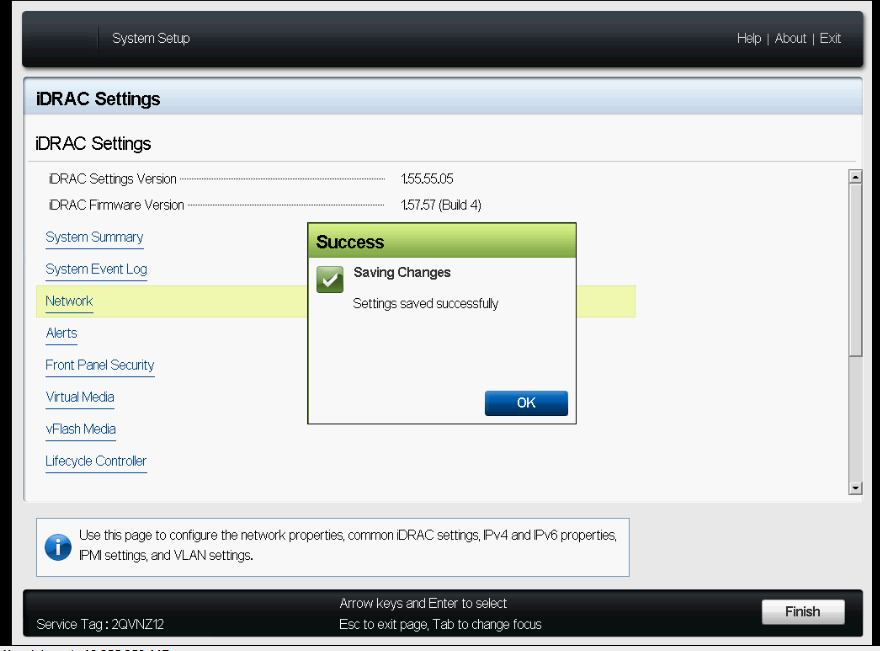 System Setup
Help | About | Exit
iDRAC Settings
iDRAC Settings
iDRAC Settings Version 1.55.55.05
iDRAC Firmware Version 1.57.57 (Build 4)
System Summary
System Event Log
Network
Alerts
Front Panel Security
Virtual Media
vFlash Media
Lifecycle Controller
Success
Saving Changes
Settings saved successfully
OK
Use this page to configure the network properties, common iDRAC settings, IPv4 and IPv6 properties,
IPMI settings, and VLAN settings.
Arrow keys and Enter to select
Service Tag : 2QVNZ12
Esc to exit page, Tab to change focus
Finish